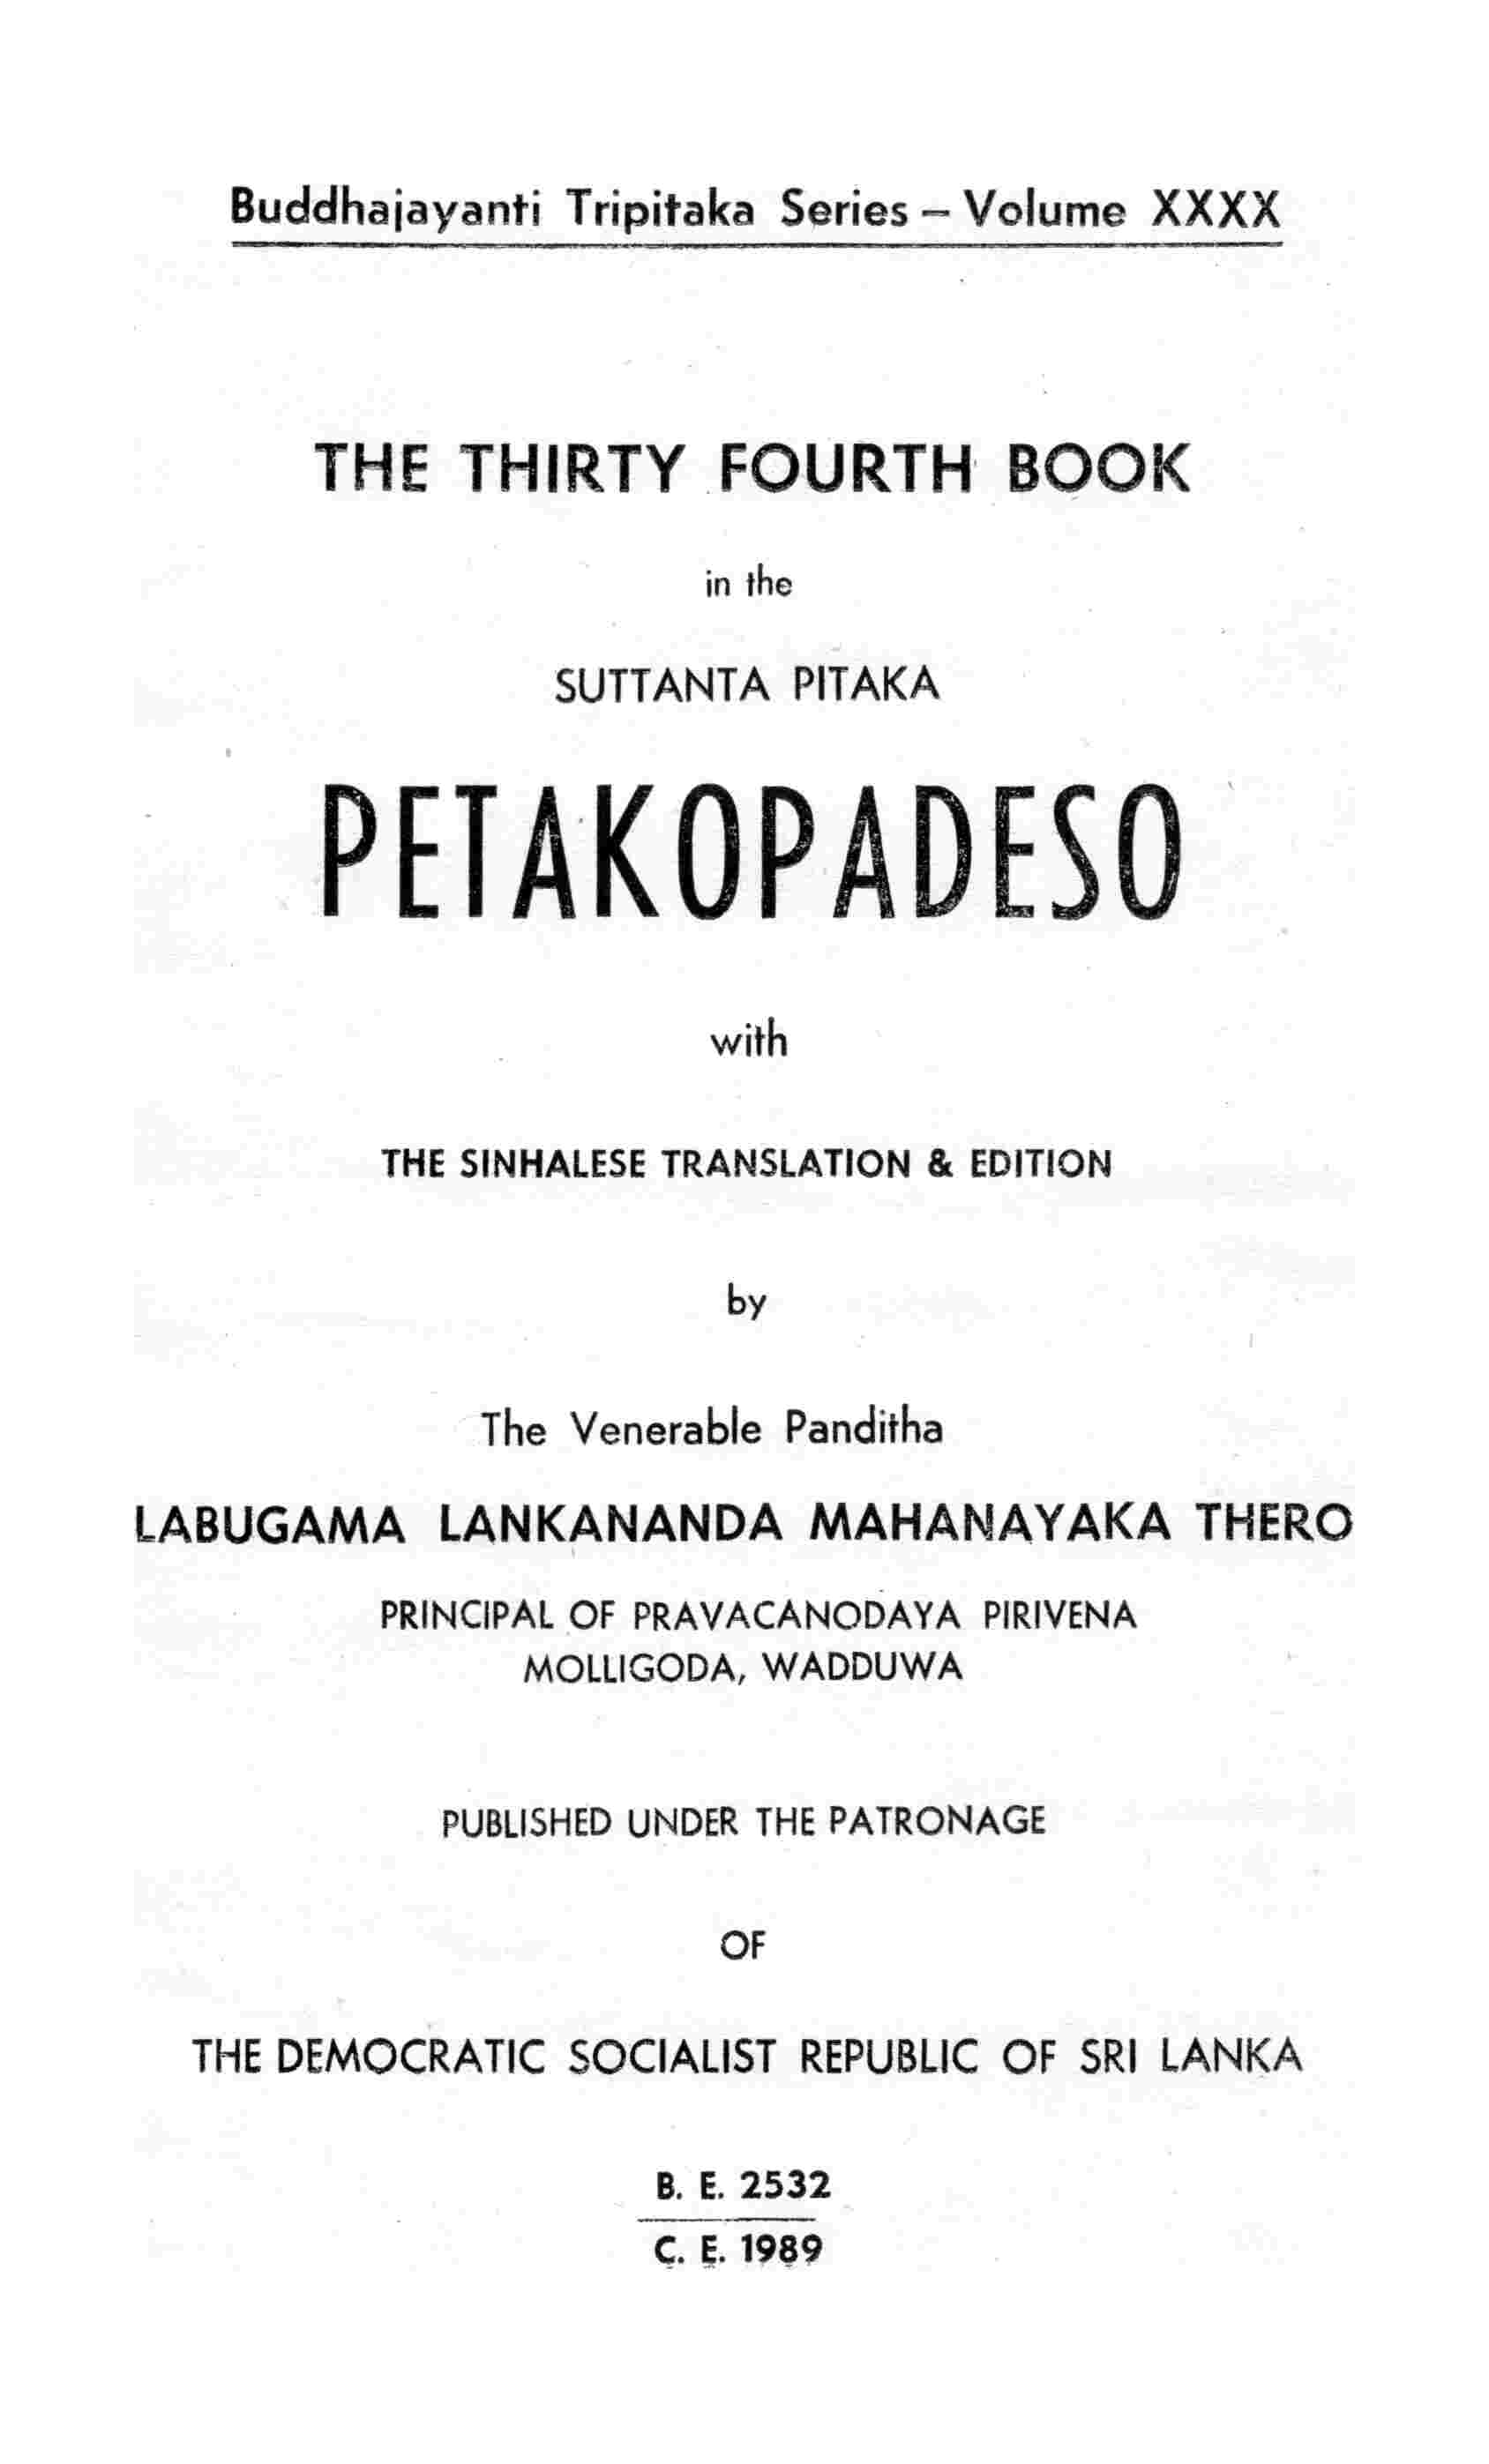 Buddhajayanti Tripitaka Series – Volume XXXX
THE THIRTY FOURTH BOOK
in the
SUTTANTA PITAKA
PETAKOPADESO
with
THE SINHALESE TRANSLATION & EDITION
by
The Venerable Panditha
LABUGAMA LANKANANDA MAHANAYAKA THERO
PRINCIPAL OF PRAVACANODAYA PIRIVENA
MOLLIGODA, WADDUWA
PUBLISHED UNDER THE PATRONAGE
OF
THE DEMOCRATIC SOCIALIST REPUBLIC OF SRI LANKA
B. E. 2532
C. E. 1989